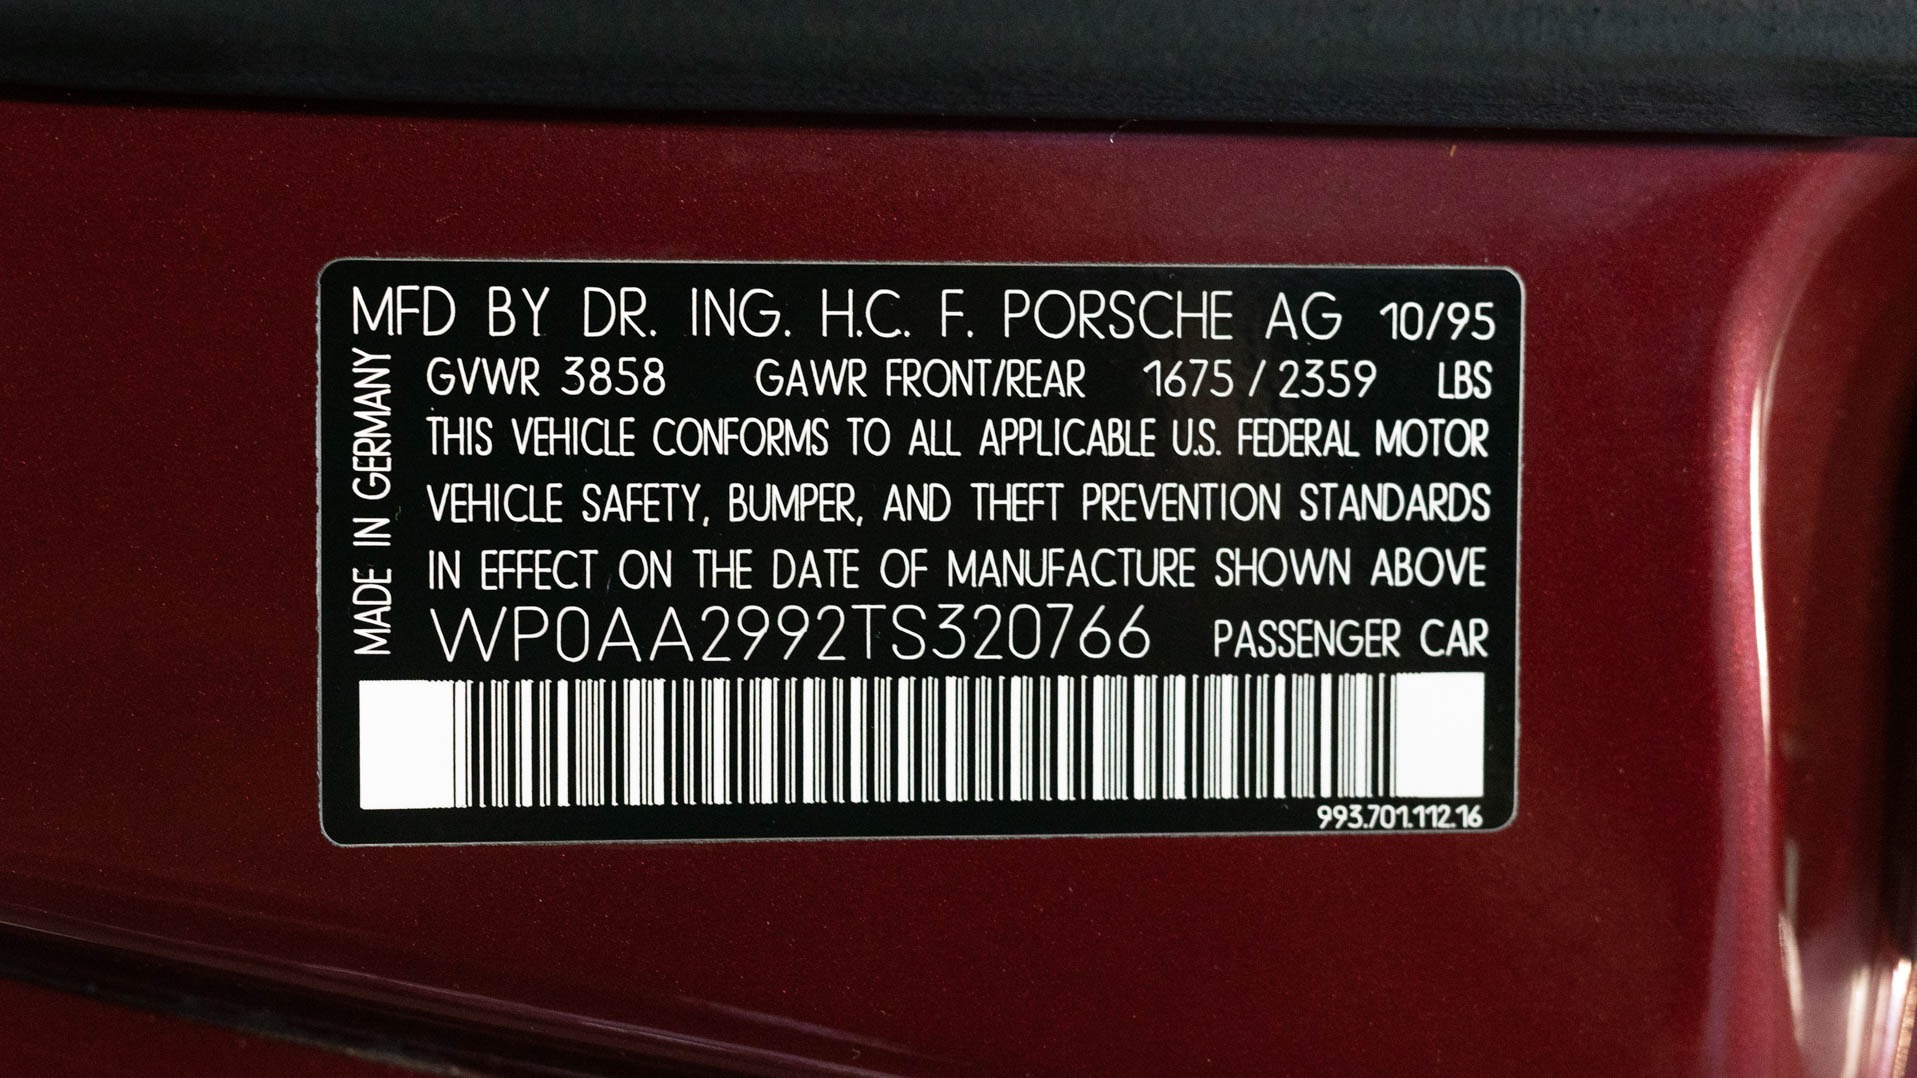 MFD BY DR. ING. H.C. F. PORSCHE AG 10/95
MADE IN GERMANY
GVWR 3858 GAWR FRONT/REAR 1675 / 2359 LBS
THIS VEHICLE CONFORMS TO ALL APPLICABLE U.S. FEDERAL MOTOR
VEHICLE SAFETY, BUMPER, AND THEFT PREVENTION STANDARDS
IN EFFECT ON THE DATE OF MANUFACTURE SHOWN ABOVE
WP0AA2992TS320766 PASSENGER CAR
993.701.112.16